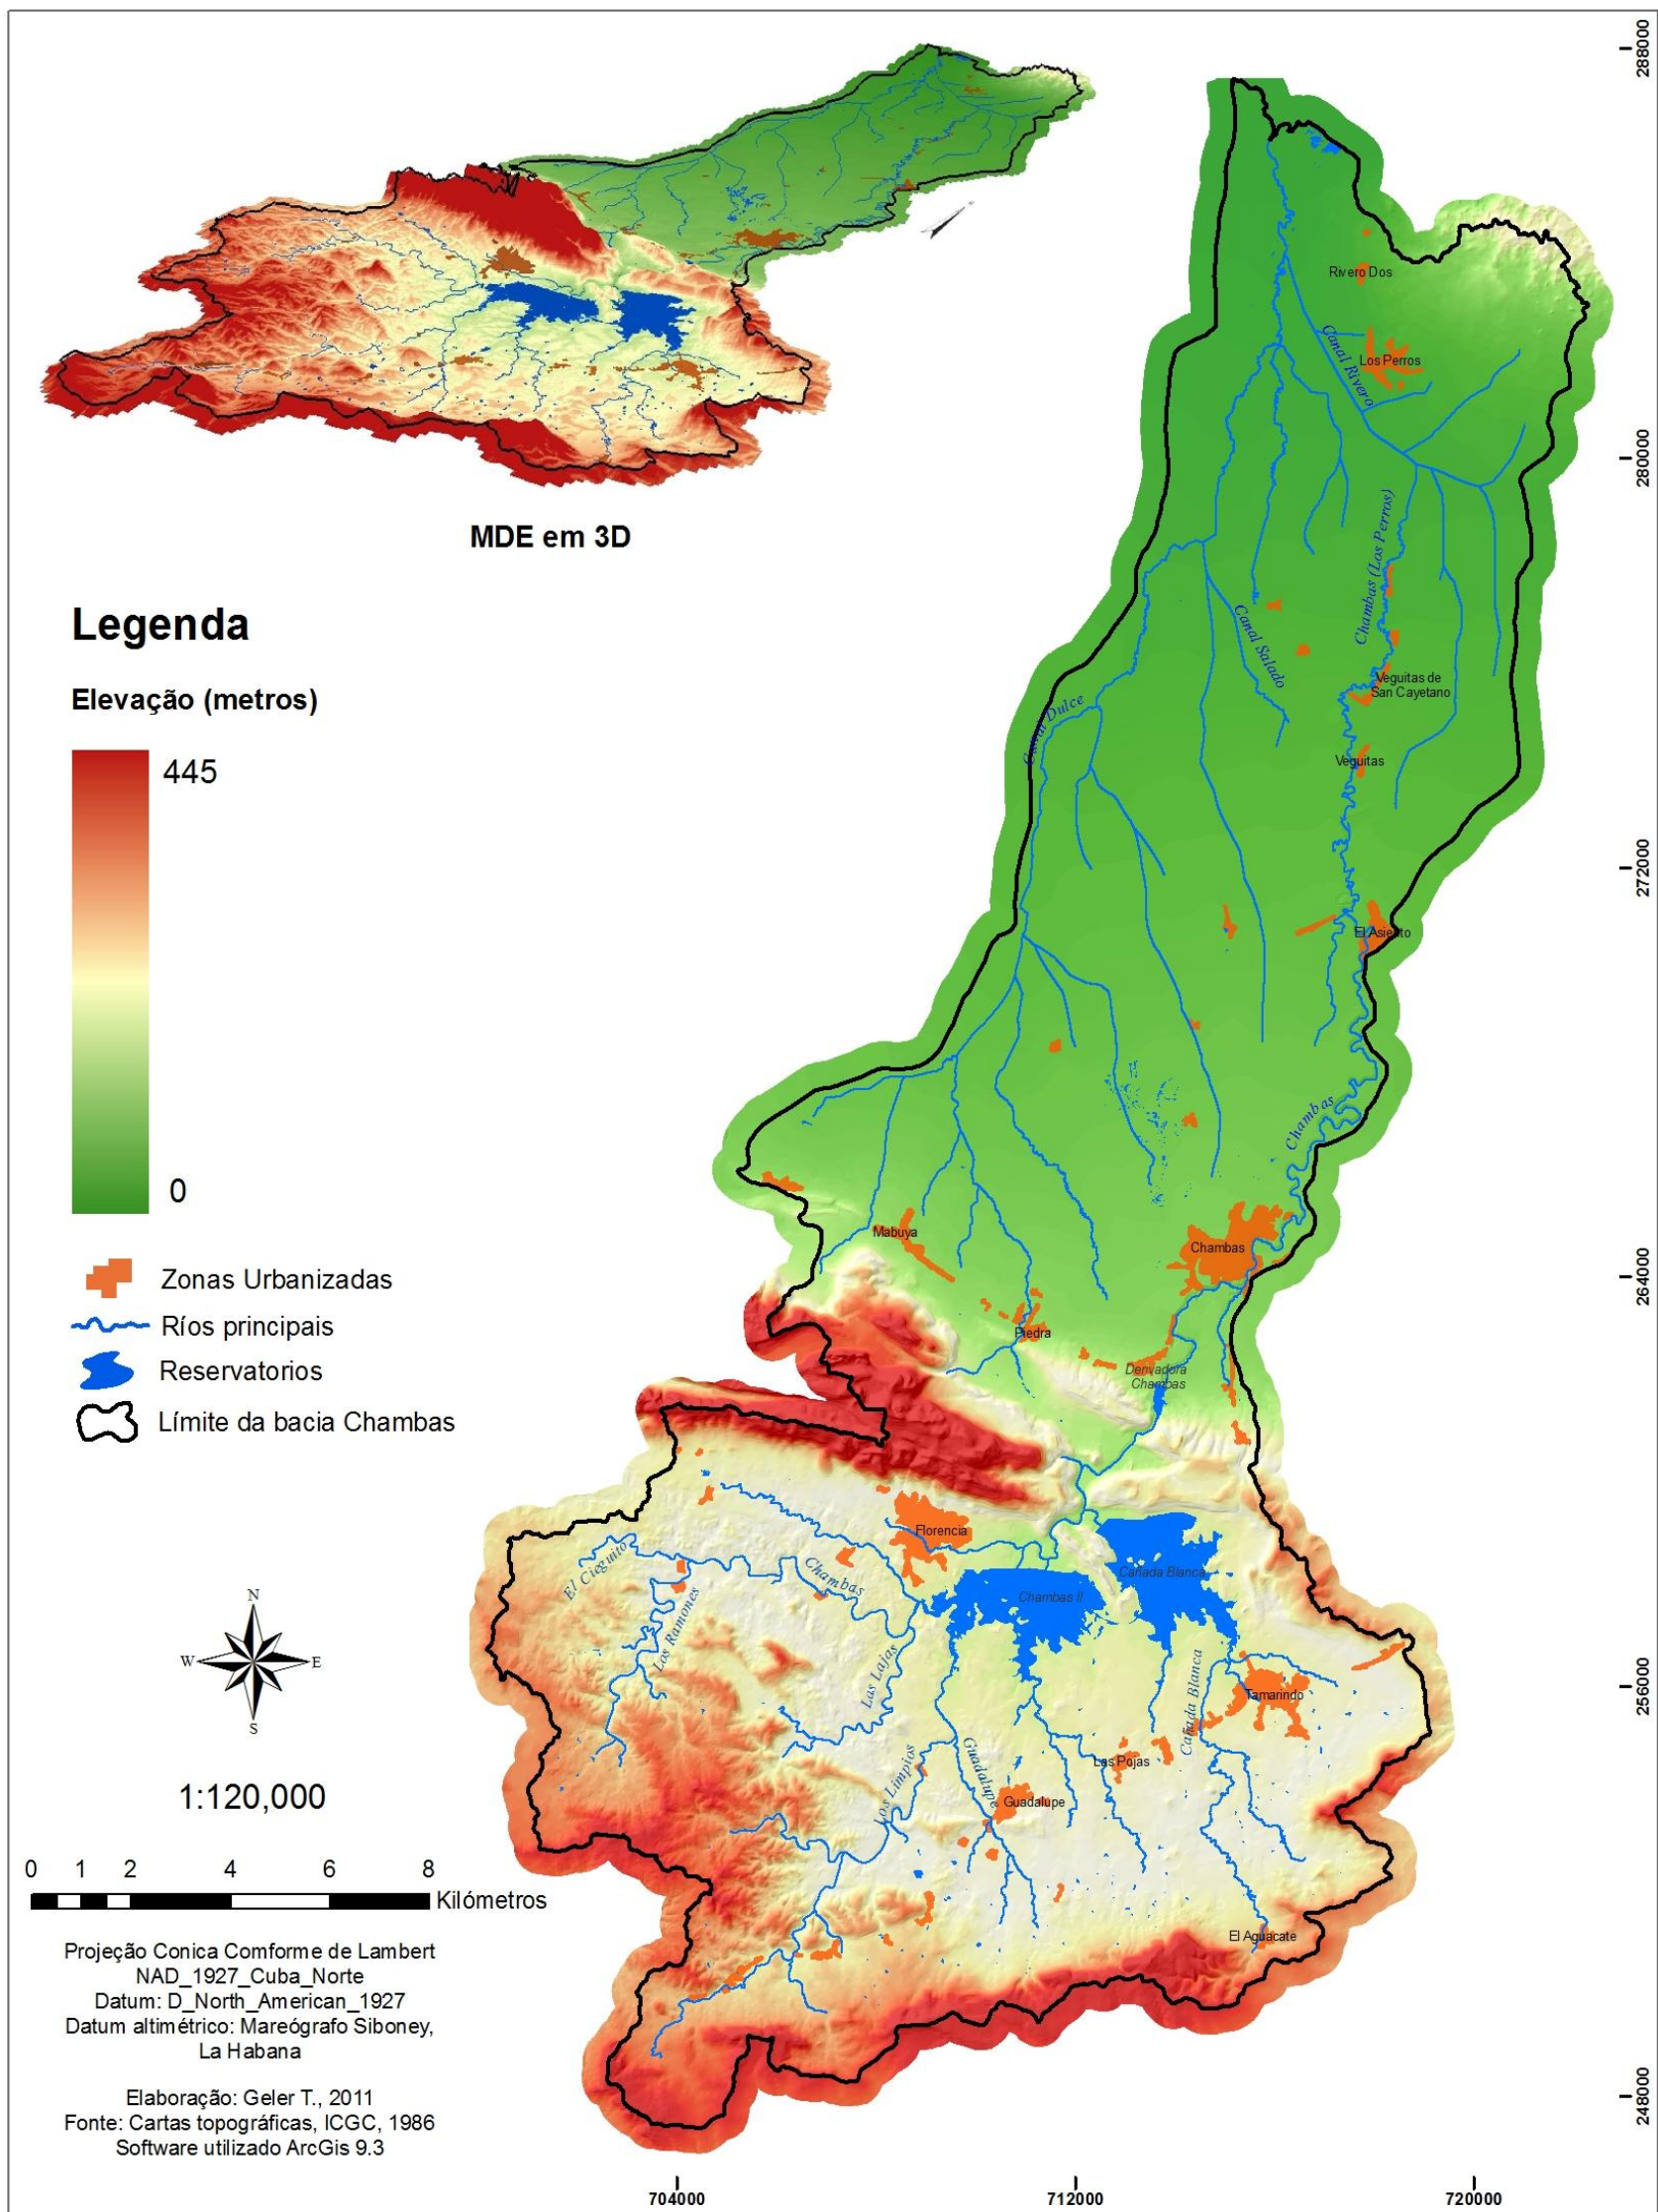 MDE em 3D
Legenda
Elevação (metros)
445
0
Zonas Urbanizadas
Ríos principais
Reservatorios
Límite da bacia Chambas
N
W
E
S
1:120,000
0 1 2 4 6 8
Kilómetros
Projeção Conica Comforme de Lambert
NAD_1927_Cuba_Norte
Datum: D_North_American_1927
Datum altimétrico: Mareógrafo Siboney,
La Habana
Elaboração: Geler T., 2011
Fonte: Cartas topográficas, ICGC, 1986
Software utilizado ArcGis 9.3
288000
280000
272000
264000
256000
248000
704000
712000
720000
Rivero Dos
Canal Rivero
Los Perros
Chambas (Los Perros)
Canal Salado
Veguitas de
San Cayetano
Canal Dulce
Veguitas
El Asiento
Chambas
Mabuya
Chambas
Piedra
Derivadora
Chambas
Florencia
El Cieguito
Chambas
Cañada Blanca
Chambas II
Los Ramones
Las Lajas
Cañada Blanca
Tamarindo
Los Limpios
Guadalupe
Las Pojas
Guadalupe
El Aguacate